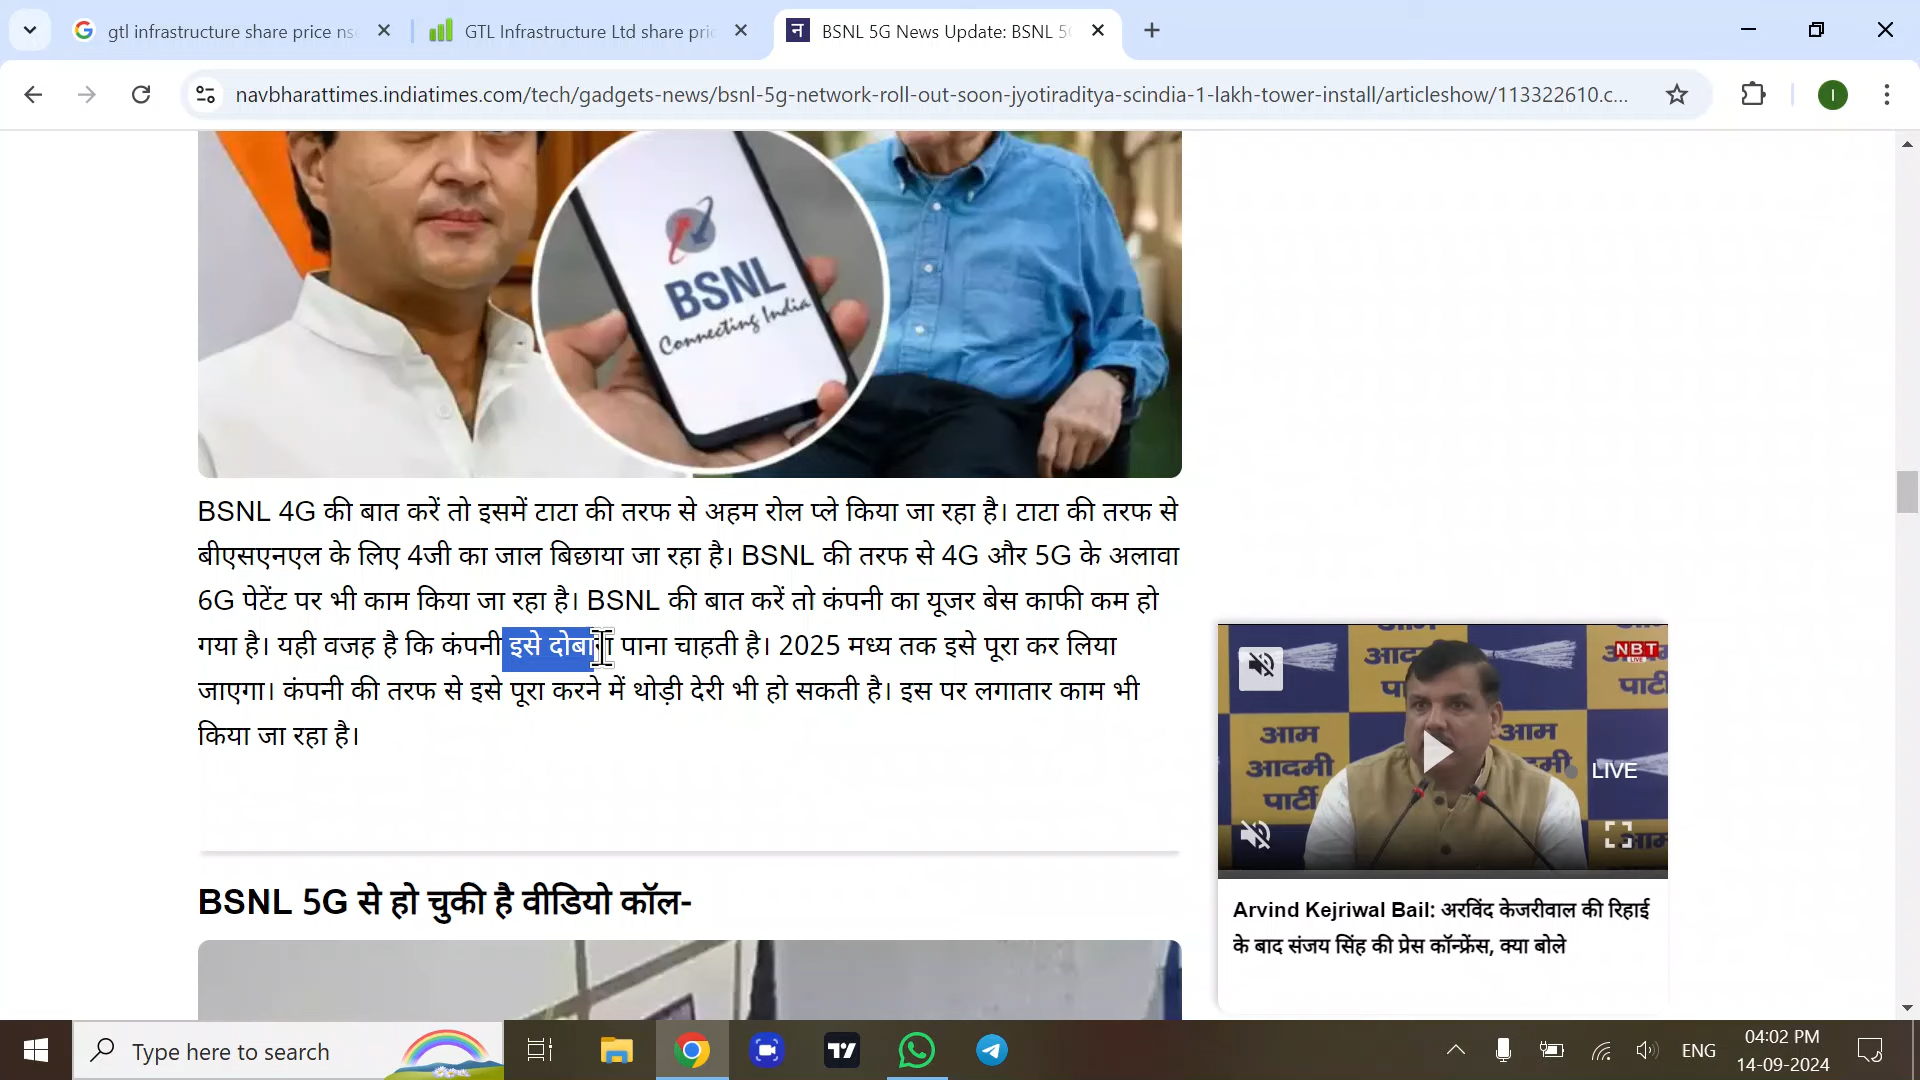 gtl infrastructure share price nse
GTL Infrastructure Ltd share pric
BSNL 5G News Update: BSNL 5G
navbharattimes.indiatimes.com/tech/gadgets-news/bsnl-5g-network-roll-out-soon-jyotiraditya-scindia-1-lakh-tower-install/articleshow/113322610.c...
I
BSNL
Connecting India
BSNL 4G की बात करें तो इसमें टाटा की तरफ से अहम रोल प्ले किया जा रहा है। टाटा की तरफ से
बीएसएनएल के लिए 4जी का जाल बिछाया जा रहा है। BSNL की तरफ से 4G और 5G के अलावा
6G पेटेंट पर भी काम किया जा रहा है। BSNL की बात करें तो कंपनी का यूजर बेस काफी कम हो
गया है। यही वजह है कि कंपनी इसे दोबारा पाना चाहती है। 2025 मध्य तक इसे पूरा कर लिया
जाएगा। कंपनी की तरफ से इसे पूरा करने में थोड़ी देरी भी हो सकती है। इस पर लगातार काम भी
किया जा रहा है।
BSNL 5G से हो चुकी है वीडियो कॉल-
NBT
आम
आदमी
पार्टी
LIVE
Arvind Kejriwal Bail: अरविंद केजरीवाल की रिहाई
के बाद संजय सिंह की प्रेस कॉन्फ्रेंस, क्या बोले
Type here to search
ENG
04:02 PM
14-09-2024